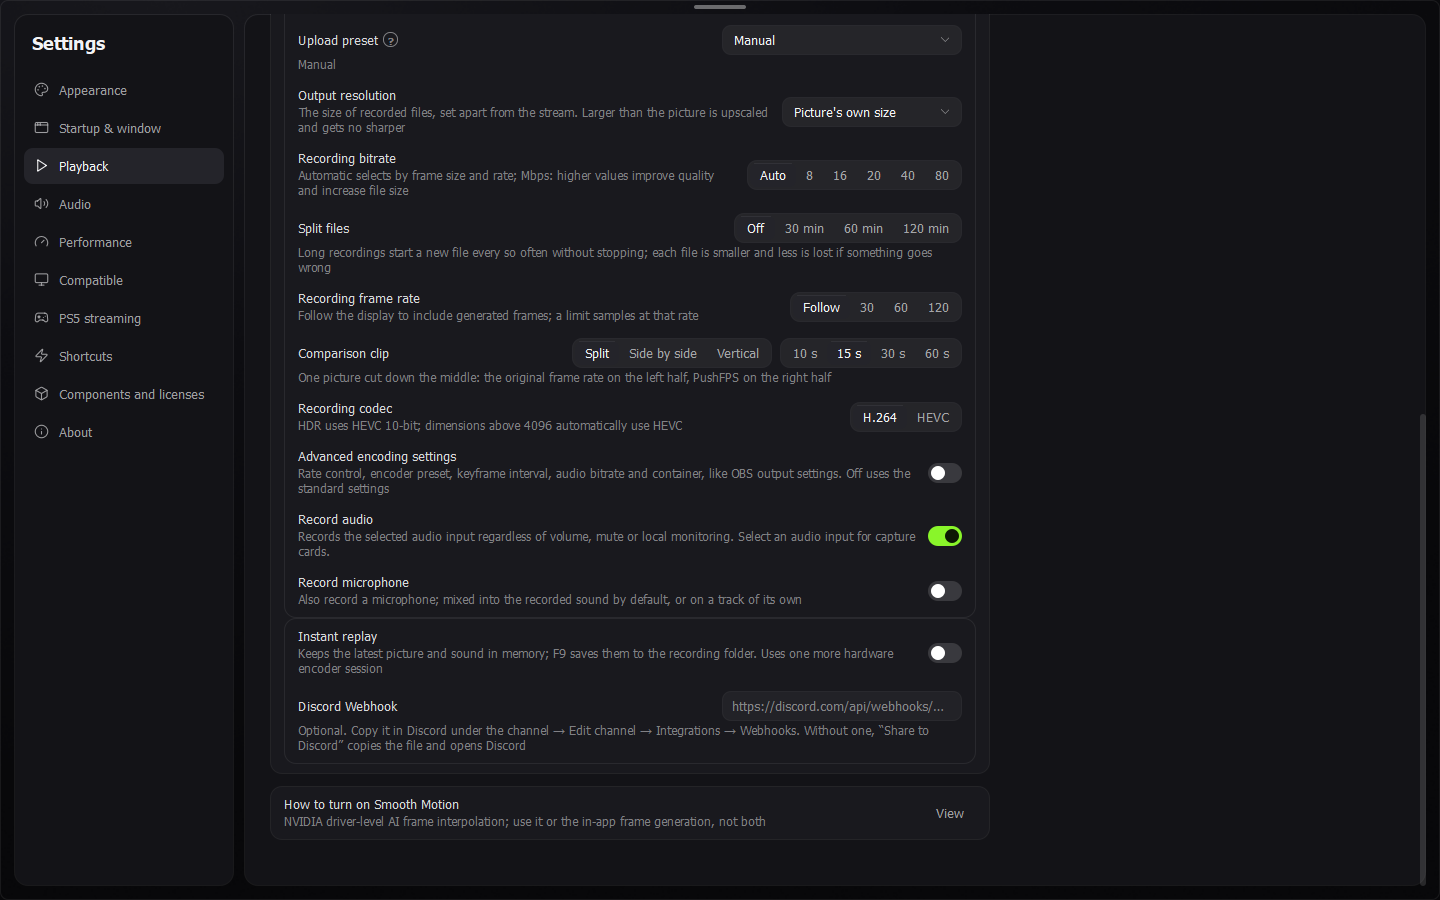 Settings
Appearance
Startup & window
Playback
Audio
Performance
Compatible
PS5 streaming
Shortcuts
Components and licenses
About
Upload preset ?
Manual
Manual
Output resolution
The size of recorded files, set apart from the stream. Larger than the picture is upscaled
and gets no sharper
Picture's own size
Recording bitrate
Automatic selects by frame size and rate; Mbps: higher values improve quality
and increase file size
Auto 8 16 20 40 80
Split files
Off 30 min 60 min 120 min
Long recordings start a new file every so often without stopping; each file is smaller and less is lost if something goes
wrong
Recording frame rate
Follow the display to include generated frames; a limit samples at that rate
Follow 30 60 120
Comparison clip
Split Side by side Vertical 10 s 15 s 30 s 60 s
One picture cut down the middle: the original frame rate on the left half, PushFPS on the right half
Recording codec
HDR uses HEVC 10-bit; dimensions above 4096 automatically use HEVC
H.264 HEVC
Advanced encoding settings
Rate control, encoder preset, keyframe interval, audio bitrate and container, like OBS output settings. Off uses the
standard settings
Record audio
Records the selected audio input regardless of volume, mute or local monitoring. Select an audio input for capture
cards.
Record microphone
Also record a microphone; mixed into the recorded sound by default, or on a track of its own
Instant replay
Keeps the latest picture and sound in memory; F9 saves them to the recording folder. Uses one more hardware
encoder session
Discord Webhook
https://discord.com/api/webhooks/...
Optional. Copy it in Discord under the channel → Edit channel → Integrations → Webhooks. Without one, “Share to
Discord” copies the file and opens Discord
How to turn on Smooth Motion
NVIDIA driver-level AI frame interpolation; use it or the in-app frame generation, not both
View